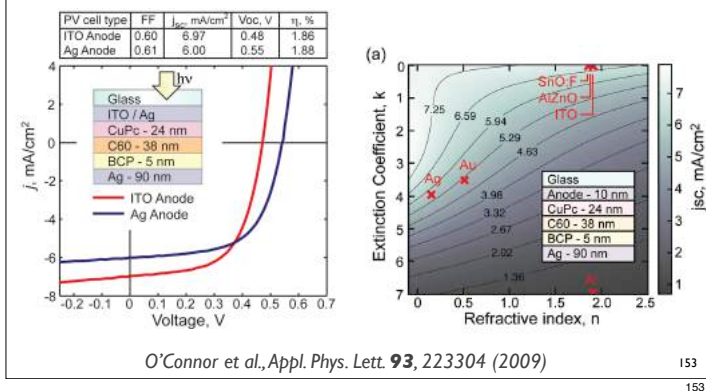 PV cell type FF jsc, mA/cm² Voc, V η, %
ITO Anode 0.60 6.97 0.48 1.86
Ag Anode 0.61 6.00 0.55 1.88
4
2
0
-2
-4
-6
-8
j, mA/cm2
hν
Glass
ITO / Ag
CuPc - 24 nm
C60 - 38 nm
BCP - 5 nm
Ag - 90 nm
ITO Anode
Ag Anode
-0.2 -0.1 0 0.1 0.2 0.3 0.4 0.5 0.6 0.7
Voltage, V
(a)
0
1
2
3
4
5
6
7
Extinction Coefficient, k
SnO:F
AlZnO
ITO
7.25 6.59 5.94 5.29 4.63
Ag
Au
3.98
3.32
2.67
2.02
1.36
Glass
Anode - 10 nm
CuPc - 24 nm
C60 - 38 nm
BCP - 5 nm
Ag - 90 nm
Al
0 0.5 1.0 1.5 2.0 2.5
Refractive index, n
7
6
5
4
3
2
1
jsc, mA/cm2
O'Connor et al., Appl. Phys. Lett. 93, 223304 (2009)
153
153